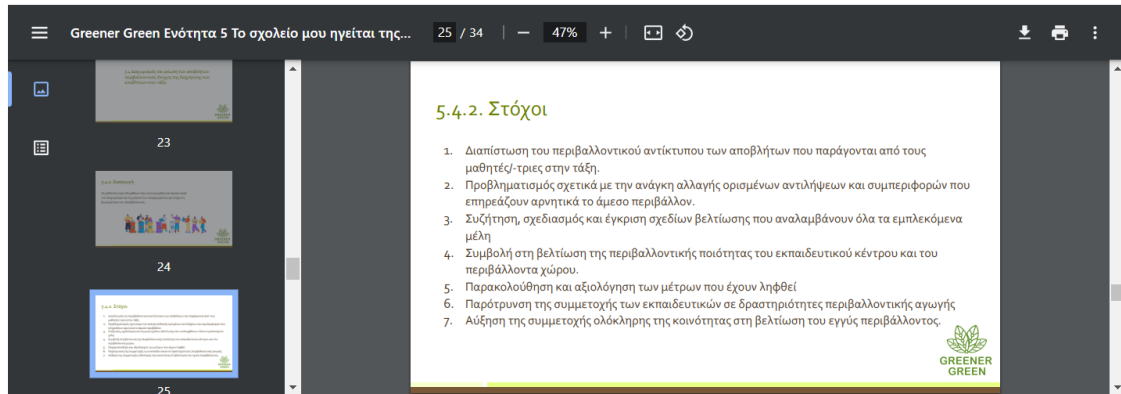 Greener Green Ενότητα 5 Το σχολείο μου ηγείται της...
25 / 34
47%
23
24
25
5.4.2. Στόχοι
1. Διαπίστωση του περιβαλλοντικού αντίκτυπου των αποβλήτων που παράγονται από τους
μαθητές/-τριες στην τάξη.
2. Προβληματισμός σχετικά με την ανάγκη αλλαγής ορισμένων αντιλήψεων και συμπεριφορών που
επηρεάζουν αρνητικά το άμεσο περιβάλλον.
3. Συζήτηση, σχεδιασμός και έγκριση σχεδίων βελτίωσης που αναλαμβάνουν όλα τα εμπλεκόμενα
μέλη
4. Συμβολή στη βελτίωση της περιβαλλοντικής ποιότητας του εκπαιδευτικού κέντρου και του
περιβάλλοντα χώρου.
5. Παρακολούθηση και αξιολόγηση των μέτρων που έχουν ληφθεί
6. Παρότρυνση της συμμετοχής των εκπαιδευτικών σε δραστηριότητες περιβαλλοντικής αγωγής
7. Αύξηση της συμμετοχής ολόκληρης της κοινότητας στη βελτίωση του εγγύς περιβάλλοντος.
GREENER
GREEN